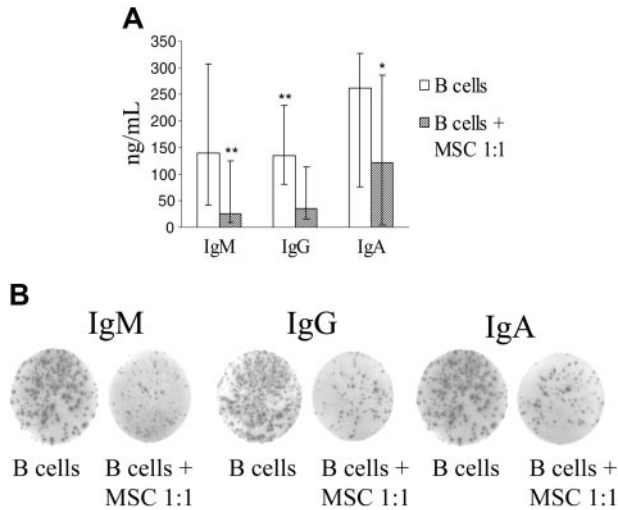 A
350
300
250
200
150
100
50
0
ng/mL
**
**
*
IgM
IgG
IgA
B cells
B cells +
MSC 1:1
B
IgM
IgG
IgA
B cells
B cells +
MSC 1:1
B cells
B cells +
MSC 1:1
B cells
B cells +
MSC 1:1